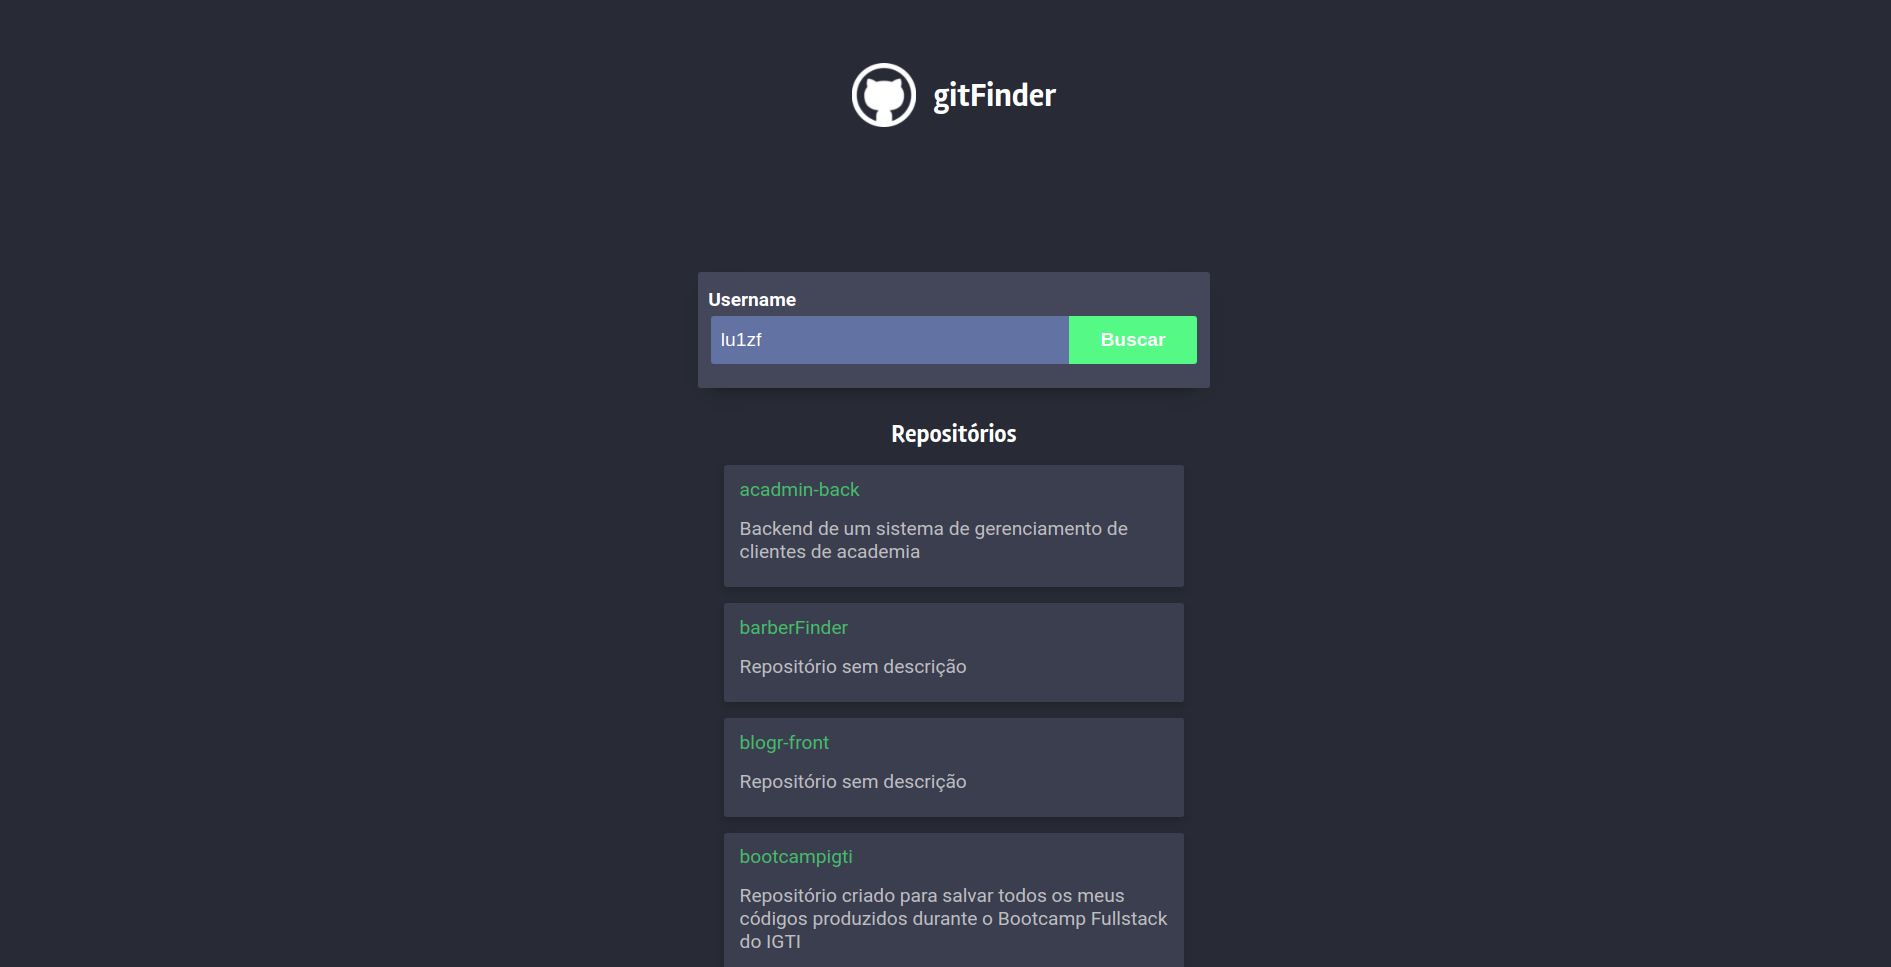 gitFinder
Username
lu1zf
Buscar
Repositórios
acadmin-back
Backend de um sistema de gerenciamento de
clientes de academia
barberFinder
Repositório sem descrição
blogr-front
Repositório sem descrição
bootcampigti
Repositório criado para salvar todos os meus
códigos produzidos durante o Bootcamp Fullstack
do IGTI